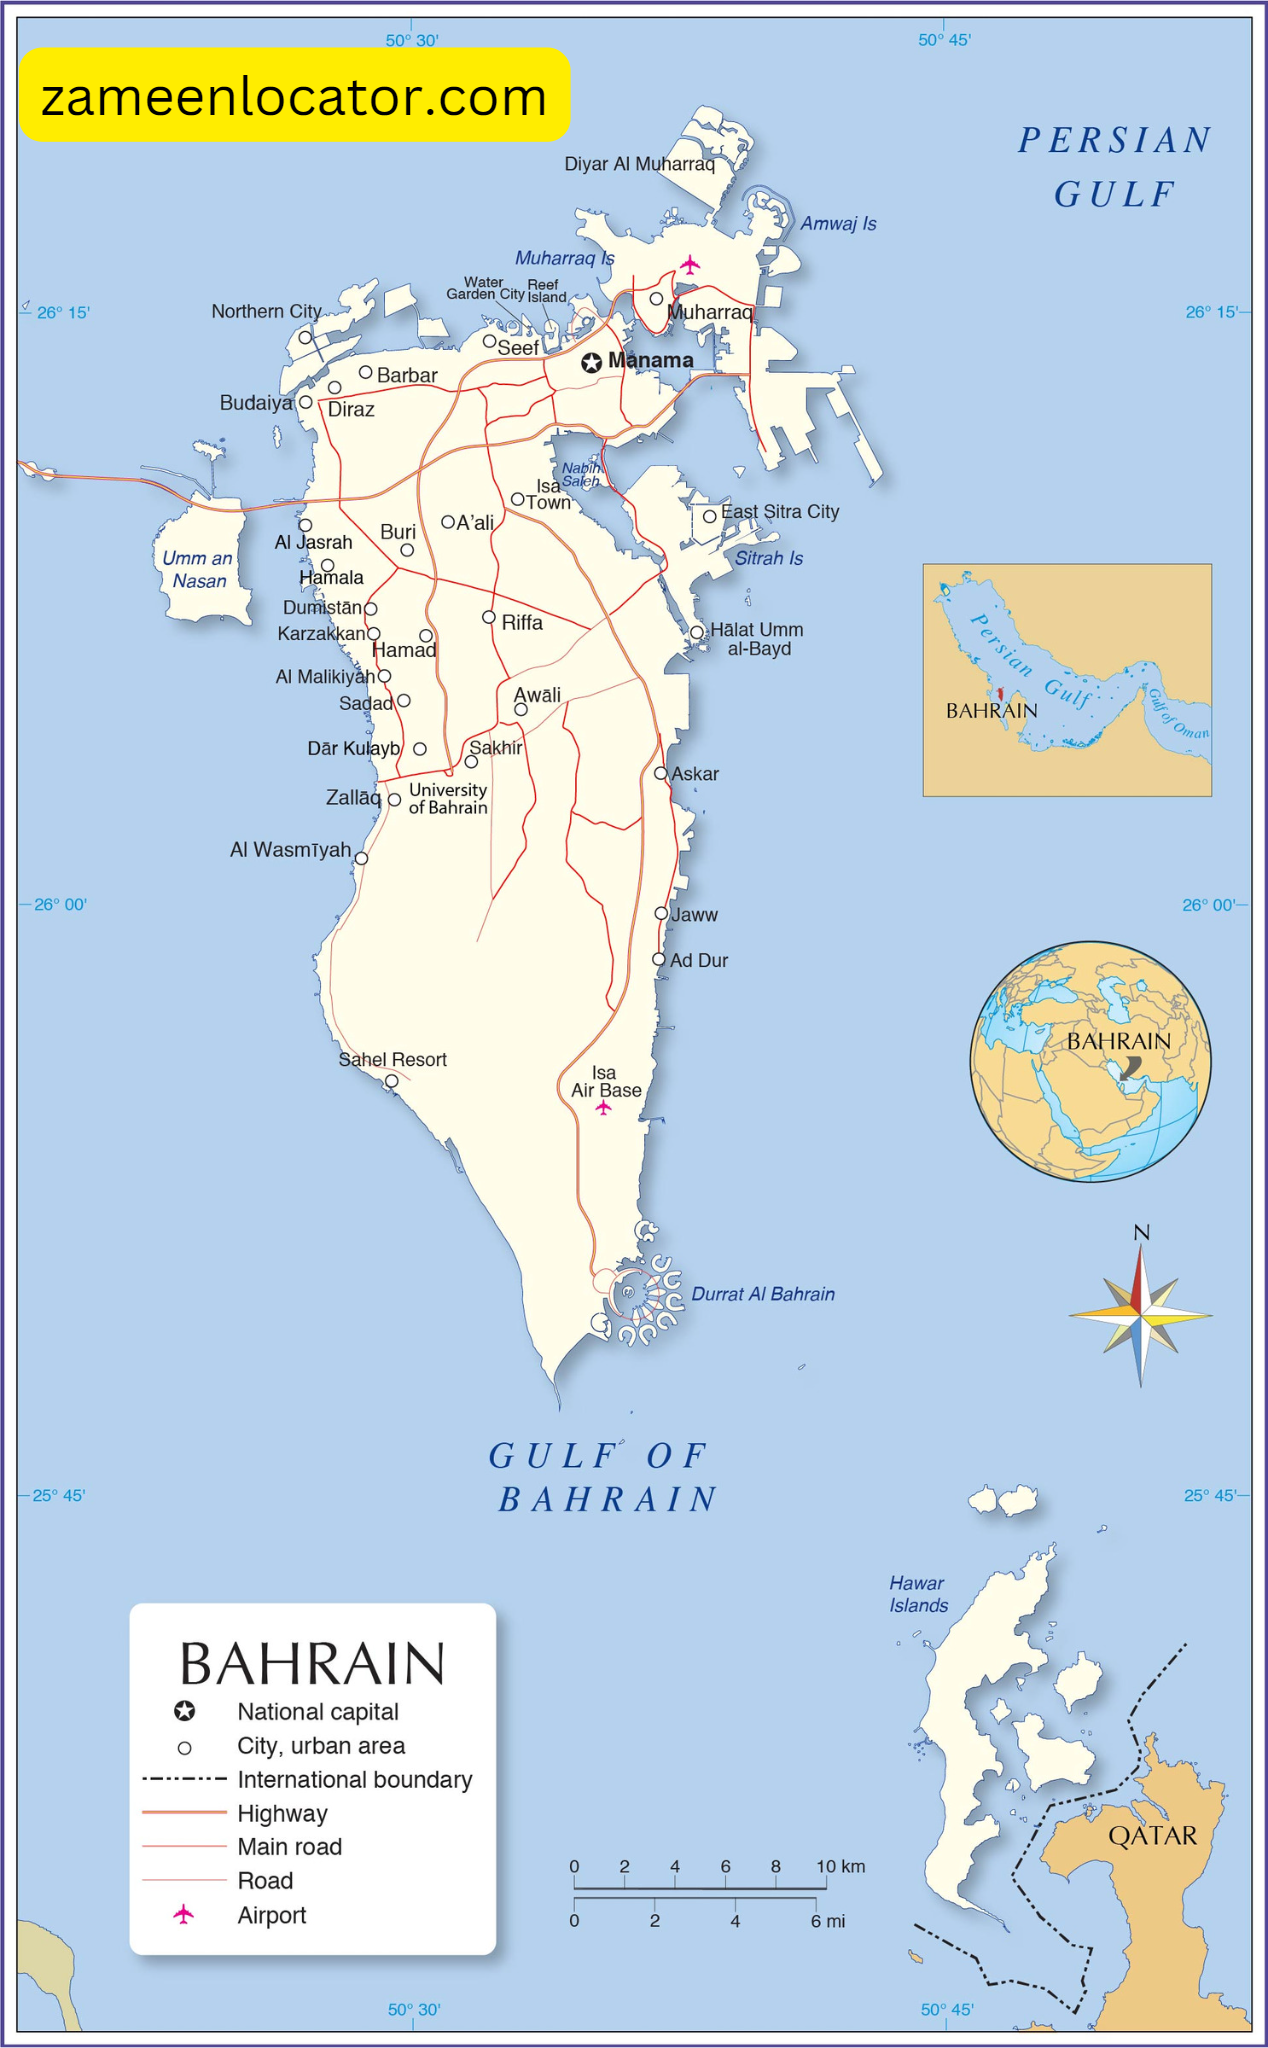 50° 30'
50° 45'
zameenlocator.com
PERSIAN
GULF
Diyar Al Muharraq
Amwaj Is
Muharraq Is
Water
Garden City
Reef
Island
Northern City
26° 15'
26° 15'
Muharraq
Seef
Manama
Barbar
Budaiya
Diraz
Nabih
Saleh
Isa
Town
East Sitra City
A'ali
Buri
Al Jasrah
Umm an
Nasan
Sitrah Is
Hamala
Dumistān
Karzakkan
Riffa
Hālat Umm
al-Bayd
Hamad
Al Malikiyah
Sadad
Awāli
Persian Gulf
Gulf of Oman
BAHRAIN
Dār Kulayb
Sakhir
Askar
Zallāq
University
of Bahrain
Al Wasmīyah
26° 00'
26° 00'
Jaww
Ad Dur
BAHRAIN
Sahel Resort
Isa
Air Base
N
Durrat Al Bahrain
GULF OF
BAHRAIN
25° 45'
25° 45'
Hawar
Islands
BAHRAIN
National capital
City, urban area
International boundary
Highway
Main road
Road
Airport
QATAR
0 2 4 6 8 10 km
0 2 4 6 mi
50° 30'
50° 45'